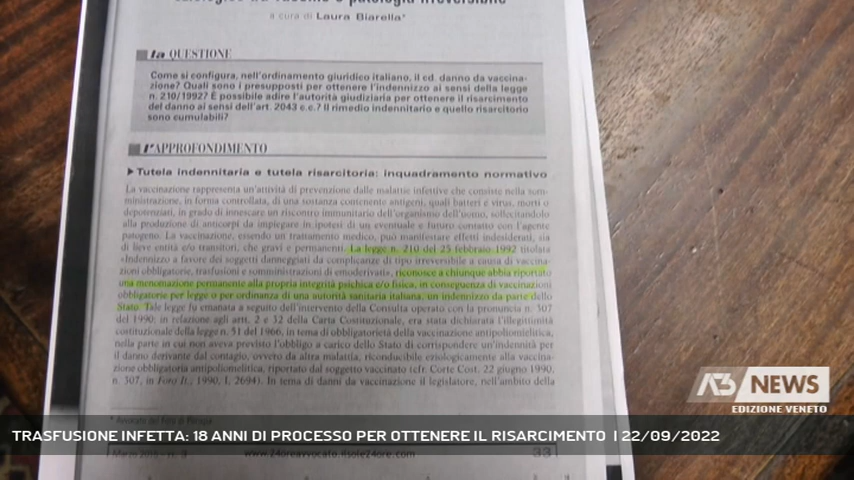 eziologico tra vaccino e patologia irreversibile
a cura di Laura Biarella*
la QUESTIONE
Come si configura, nell'ordinamento giuridico italiano, il cd. danno da vaccina-
zione? Quali sono i presupposti per ottenere l'indennizzo ai sensi della legge
n. 210/1992? È possibile adire l'autorità giudiziaria per ottenere il risarcimento
del danno ai sensi dell'art. 2043 c.c.? Il rimedio indennitario e quello risarcitorio
sono cumulabili?
l'APPROFONDIMENTO
Tutela indennitaria e tutela risarcitoria: inquadramento normativo
La vaccinazione rappresenta un'attività di prevenzione dalle malattie infettive che consiste nella som-
ministrazione, in forma controllata, di una sostanza contenente antigeni, quali batteri e virus, morti o
depotenziati, in grado di innescare un riscontro immunitario dell'organismo dell'uomo, sollecitandolo
alla produzione di anticorpi da impiegare in ipotesi di un eventuale e futuro contatto con l'agente
patogeno. La vaccinazione, essendo un trattamento medico, può manifestare effetti indesiderati, sia
di lieve entità e/o transitori, che gravi e permanenti. La legge n. 210 del 25 febbraio 1992 titolata
«Indennizzo a favore dei soggetti danneggiati da complicanze di tipo irreversibile a causa di vaccina-
zioni obbligatorie, trasfusioni e somministrazioni di emoderivati», riconosce a chiunque abbia riportato
una menomazione permanente alla propria integrità psichica e/o fisica, in conseguenza di vaccinazioni
obbligatorie per legge o per ordinanza di una autorità sanitaria italiana, un indennizzo da parte dello
Stato. Tale legge fu emanata a seguito dell'intervento della Consulta operato con la pronuncia n. 307
del 1990: in relazione agli artt. 2 e 32 della Carta Costituzionale, era stata dichiarata l'illegittimità
costituzionale della legge n. 51 del 1966, in tema di obbligatorietà della vaccinazione antipoliomielitica,
nella parte in cui non aveva previsto l'obbligo a carico dello Stato di corrispondere un'indennità per
il danno derivante dal contagio, ovvero da altra malattia, riconducibile eziologicamente alla vaccina-
zione obbligatoria antipoliomelitica, riportato dal soggetto vaccinato (cfr. Corte Cost. 22 giugno 1990,
n. 307, in Foro It., 1990, I, 2694). In tema di danni da vaccinazione il legislatore, nell'ambito della
* Avvocato del Foro di Perugia
www.24oreavvocato.ilsole24ore.com 33
A3 NEWS
EDIZIONE VENETO
TRASFUSIONE INFETTA: 18 ANNI DI PROCESSO PER OTTENERE IL RISARCIMENTO | 22/09/2022